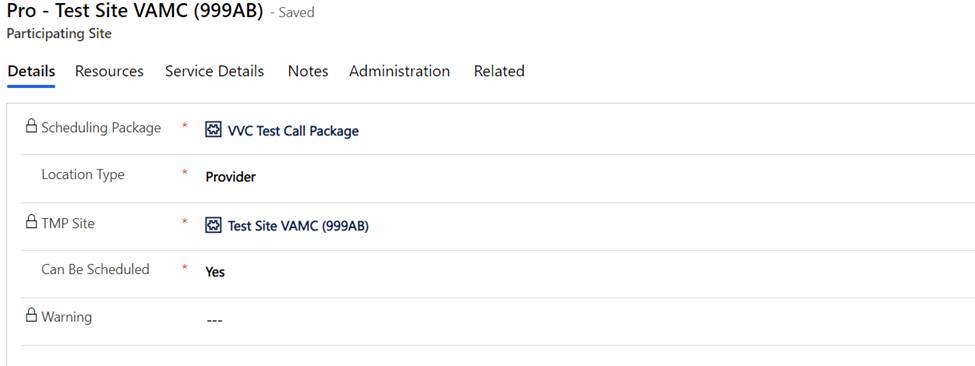 Pro - Test Site VAMC (999AB) - Saved
Participating Site
Details Resources Service Details Notes Administration Related
Scheduling Package * VVC Test Call Package
Location Type * Provider
TMP Site * Test Site VAMC (999AB)
Can Be Scheduled * Yes
Warning ---